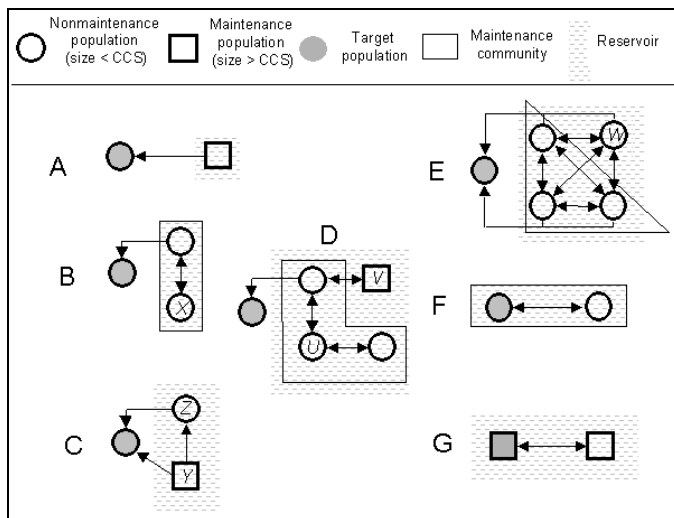 Nonmaintenance
population
(size < CCS)
Maintenance
population
(size > CCS)
Target
population
Maintenance
community
Reservoir
A
B
X
C
Z
Y
D
V
U
E
W
F
G